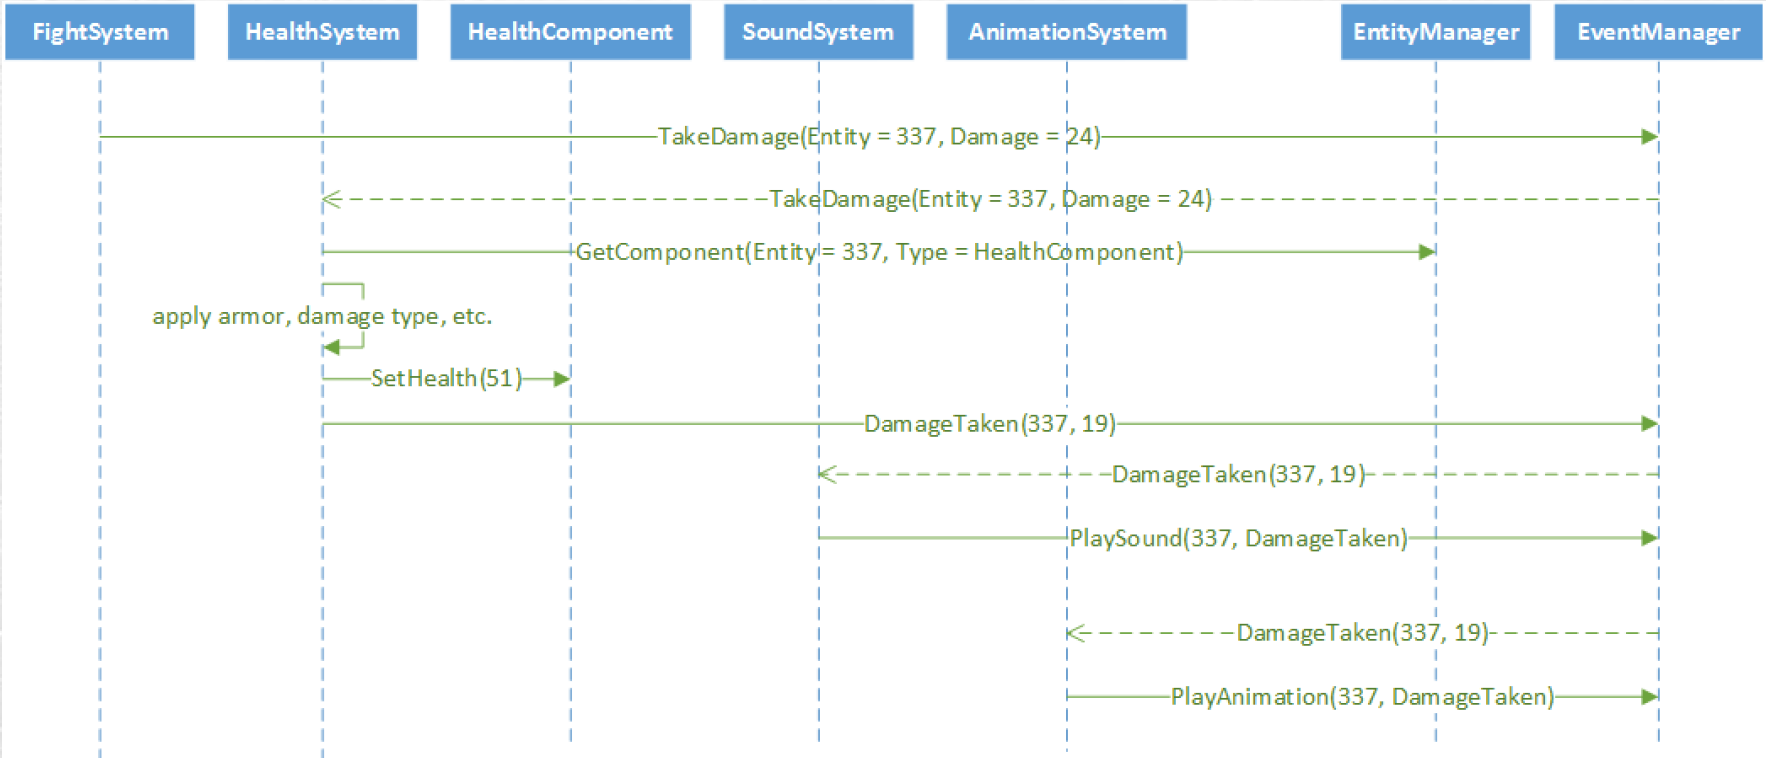 FightSystem
HealthSystem
HealthComponent
SoundSystem
AnimationSystem
EntityManager
EventManager
TakeDamage(Entity = 337, Damage = 24)
TakeDamage(Entity = 337, Damage = 24)
GetComponent(Entity = 337, Type = HealthComponent)
apply armor, damage type, etc.
SetHealth(51)
DamageTaken(337, 19)
DamageTaken(337, 19)
PlaySound(337, DamageTaken)
DamageTaken(337, 19)
PlayAnimation(337, DamageTaken)